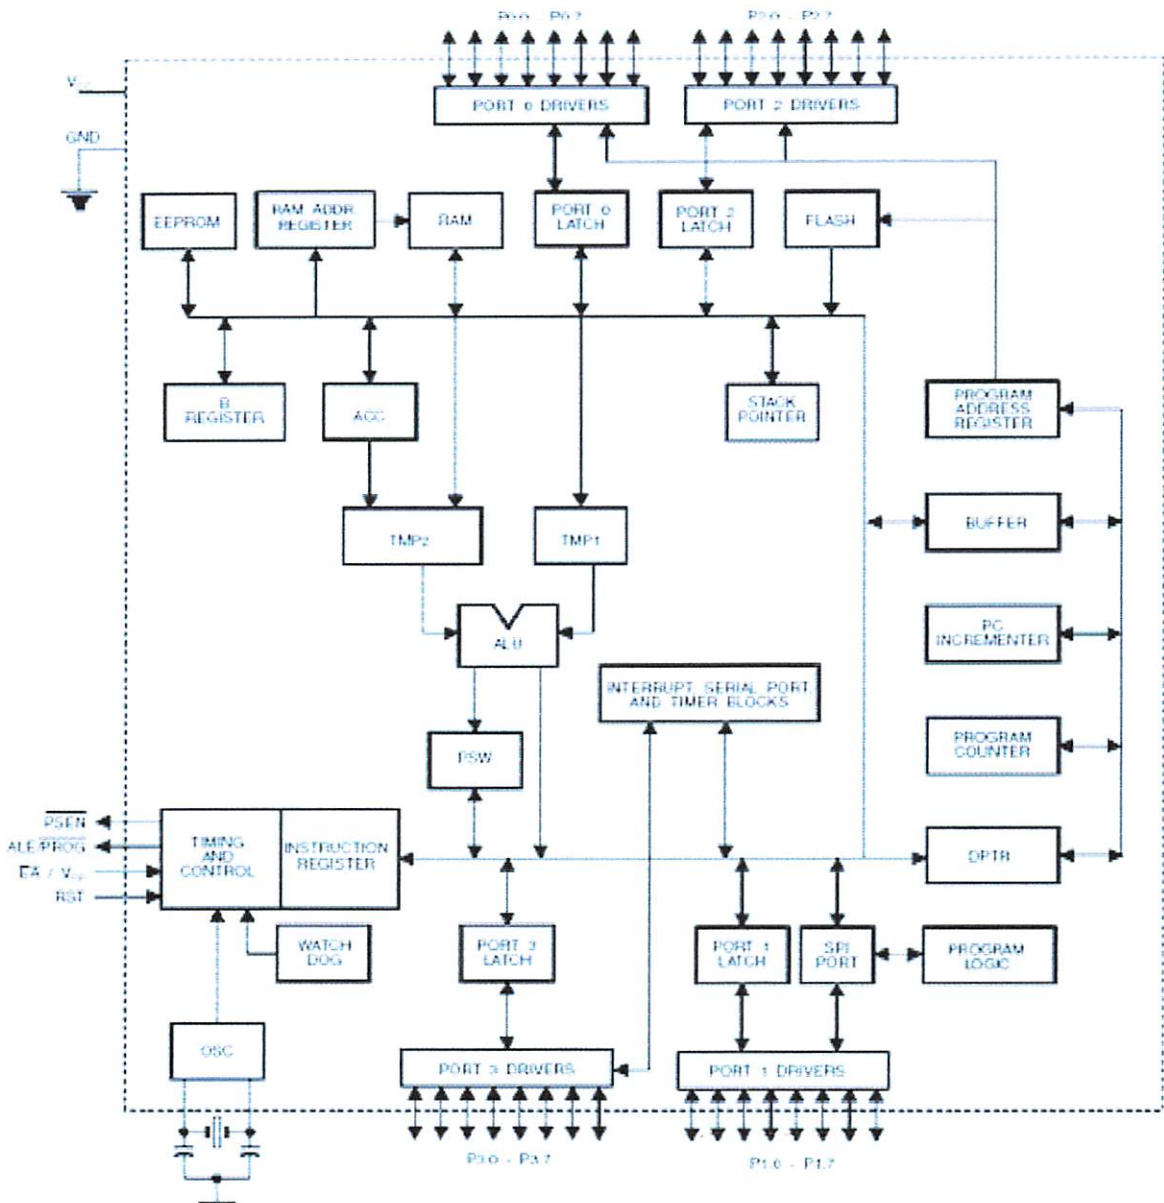 P0.0 - P0.7
P2.0 - P2.7
VCC
PORT 0 DRIVERS
PORT 2 DRIVERS
GND
EEPROM
RAM ADDR.
REGISTER
RAM
PORT 0
LATCH
PORT 2
LATCH
FLASH
B
REGISTER
ACC
STACK
POINTER
PROGRAM
ADDRESS
REGISTER
BUFFER
TMP2
TMP1
PC
INCREMENTER
ALU
INTERRUPT, SERIAL PORT,
AND TIMER BLOCKS
PROGRAM
COUNTER
PSW
PSEN
ALE/PROG
EA / VPP
RST
TIMING
AND
CONTROL
INSTRUCTION
REGISTER
DPTR
WATCH
DOG
PORT 3
LATCH
PORT 1
LATCH
SPI
PORT
PROGRAM
LOGIC
OSC
PORT 3 DRIVERS
PORT 1 DRIVERS
P3.0 - P3.7
P1.0 - P1.7